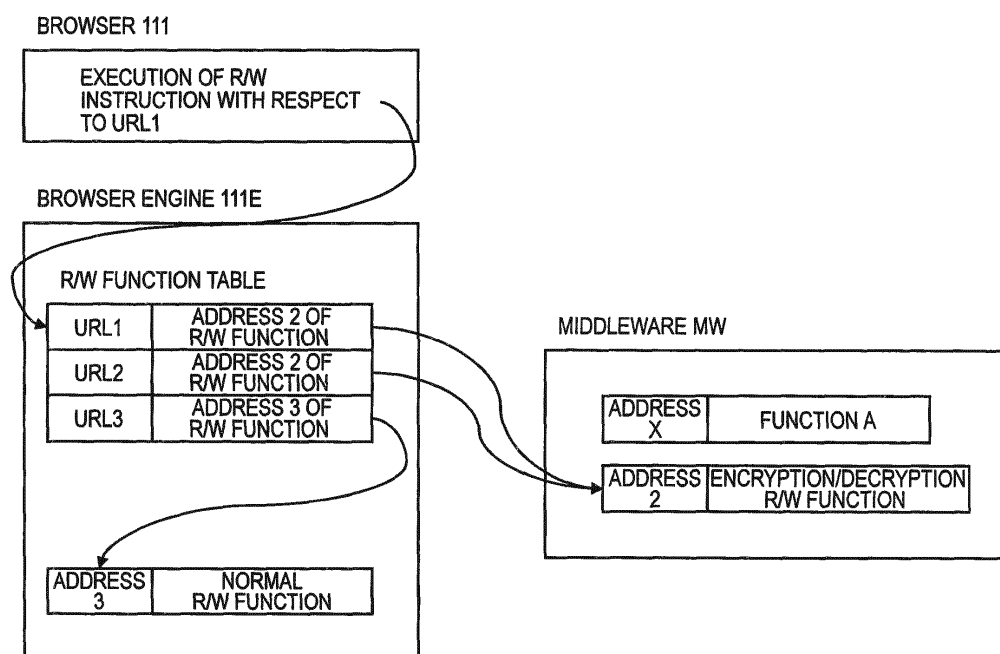 BROWSER 111
EXECUTION OF R/W
INSTRUCTION WITH RESPECT
TO URL1
BROWSER ENGINE 111E
R/W FUNCTION TABLE
URL1
ADDRESS 2 OF
R/W FUNCTION
URL2
ADDRESS 2 OF
R/W FUNCTION
URL3
ADDRESS 3 OF
R/W FUNCTION
ADDRESS
3
NORMAL
R/W FUNCTION
MIDDLEWARE MW
ADDRESS
X
FUNCTION A
ADDRESS
2
ENCRYPTION/DECRYPTION
R/W FUNCTION